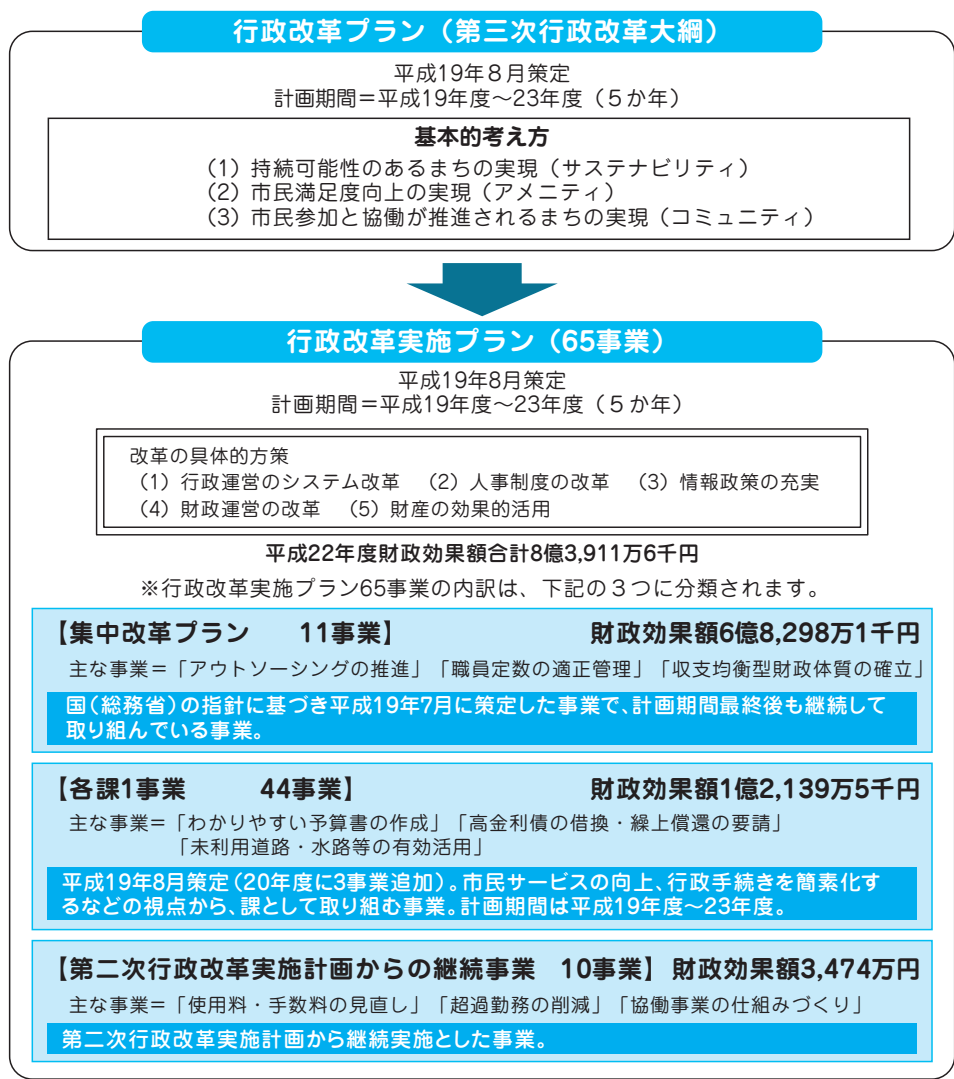 行政改革プラン（第三次行政改革大綱）
平成19年８月策定
計画期間＝平成19年度～23年度（５か年）
基本的考え方
（1）持続可能性のあるまちの実現（サステナビリティ）
（2）市民満足度向上の実現（アメニティ）
（3）市民参加と協働が推進されるまちの実現（コミュニティ）
行政改革実施プラン（65事業）
平成19年8月策定
計画期間＝平成19年度～23年度（５か年）
改革の具体的方策
（1）行政運営のシステム改革　（2）人事制度の改革　（3）情報政策の充実
（4）財政運営の改革　（5）財産の効果的活用
平成22年度財政効果額合計8億3,911万6千円
※行政改革実施プラン65事業の内訳は、下記の３つに分類されます。
【集中改革プラン　　11事業】　財政効果額6億8,298万1千円
主な事業＝「アウトソーシングの推進」「職員定数の適正管理」「収支均衡型財政体質の確立」
国（総務省）の指針に基づき平成19年7月に策定した事業で、計画期間最終後も継続して
取り組んでいる事業。
【各課1事業　　　44事業】　財政効果額1億2,139万5千円
主な事業＝「わかりやすい予算書の作成」「高金利債の借換・繰上償還の要請」
「未利用道路・水路等の有効活用」
平成19年8月策定（20年度に3事業追加）。市民サービスの向上、行政手続きを簡素化す
るなどの視点から、課として取り組む事業。計画期間は平成19年度～23年度。
【第二次行政改革実施計画からの継続事業　10事業】財政効果額3,474万円
主な事業＝「使用料・手数料の見直し」「超過勤務の削減」「協働事業の仕組みづくり」
第二次行政改革実施計画から継続実施とした事業。